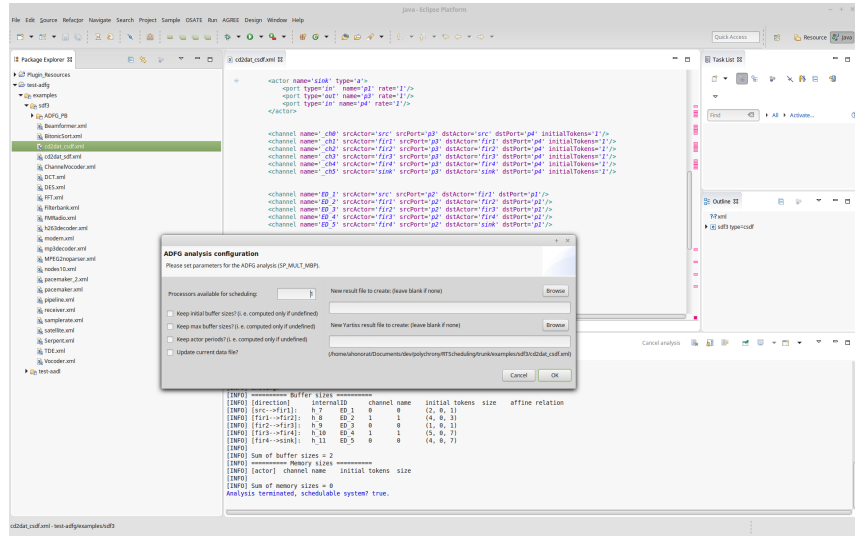 java - Eclipse Platform
File Edit Source Refactor Navigate Search Project Sample OSATE Run AGREE Design Window Help
Quick Access
Resource
Java
Package Explorer
Plugin_Resources
test-adfg
examples
sdf3
ADFG_PB
Beamformer.xml
BitonicSort.xml
cd2dat_csdf.xml
cd2dat_sdf.xml
ChannelVocoder.xml
DCT.xml
DES.xml
FFT.xml
Filterbank.xml
FMRadio.xml
h263decoder.xml
modem.xml
mp3decoder.xml
MPEG2noparser.xml
nodes10.xml
pacemaker_2.xml
pacemaker.xml
pipeline.xml
receiver.xml
samplerate.xml
satellite.xml
Serpent.xml
TDE.xml
Vocoder.xml
test-aadl
cd2dat_csdf.xml
<actor name='sink' type='a'>
<port type='in' name='p1' rate='1'/>
<port type='out' name='p3' rate='1'/>
<port type='in' name='p4' rate='1'/>
</actor>
<channel name='_ch0' srcActor='src' srcPort='p3' dstActor='src' dstPort='p4' initialTokens='1'/>
<channel name='_ch1' srcActor='fir1' srcPort='p3' dstActor='fir1' dstPort='p4' initialTokens='1'/>
<channel name='_ch2' srcActor='fir2' srcPort='p3' dstActor='fir2' dstPort='p4' initialTokens='1'/>
<channel name='_ch3' srcActor='fir3' srcPort='p3' dstActor='fir3' dstPort='p4' initialTokens='1'/>
<channel name='_ch4' srcActor='fir4' srcPort='p3' dstActor='fir4' dstPort='p4' initialTokens='1'/>
<channel name='_ch5' srcActor='sink' srcPort='p3' dstActor='sink' dstPort='p4' initialTokens='1'/>
<channel name='ED_1' srcActor='src' srcPort='p2' dstActor='fir1' dstPort='p1'/>
<channel name='ED_2' srcActor='fir1' srcPort='p2' dstActor='fir2' dstPort='p1'/>
<channel name='ED_3' srcActor='fir2' srcPort='p2' dstActor='fir3' dstPort='p1'/>
<channel name='ED_4' srcActor='fir3' srcPort='p2' dstActor='fir4' dstPort='p1'/>
<channel name='ED_5' srcActor='fir4' srcPort='p2' dstActor='sink' dstPort='p1'/>
Task List
Find
All
Activate...
Outline
?-? xml
sdf3 type=csdf
ADFG analysis configuration
Please set parameters for the ADFG analysis (SP_MULT_MBP).
Processors available for scheduling:
New result file to create: (leave blank if none)
Browse
Keep initial buffer sizes? (i. e. computed only if undefined)
Keep max buffer sizes? (i. e. computed only if undefined)
New Yartiss result file to create: (leave blank if none)
Browse
Keep actor periods? (i. e. computed only if undefined)
Update current data file?
(/home/ahonorat/Documents/dev/polychrony/RTScheduling/trunk/examples/sdf3/cd2dat_csdf.xml)
Cancel
OK
Cancel analysis
[INFO] ========== Buffer sizes ==========
[INFO] [direction] internalID channel name initial tokens size affine relation
[INFO] [src-->fir1]: h_7 ED_1 0 0 (2, 0, 1)
[INFO] [fir1-->fir2]: h_8 ED_2 1 1 (4, 0, 3)
[INFO] [fir2-->fir3]: h_9 ED_3 0 0 (1, 0, 1)
[INFO] [fir3-->fir4]: h_10 ED_4 1 1 (5, 0, 7)
[INFO] [fir4-->sink]: h_11 ED_5 0 0 (4, 0, 7)
[INFO]
[INFO] Sum of buffer sizes = 2
[INFO] ========== Memory sizes ==========
[INFO] [actor] channel name initial tokens size
[INFO]
[INFO] Sum of memory sizes = 0
Analysis terminated, schedulable system? true.
cd2dat_csdf.xml - test-adfg/examples/sdf3